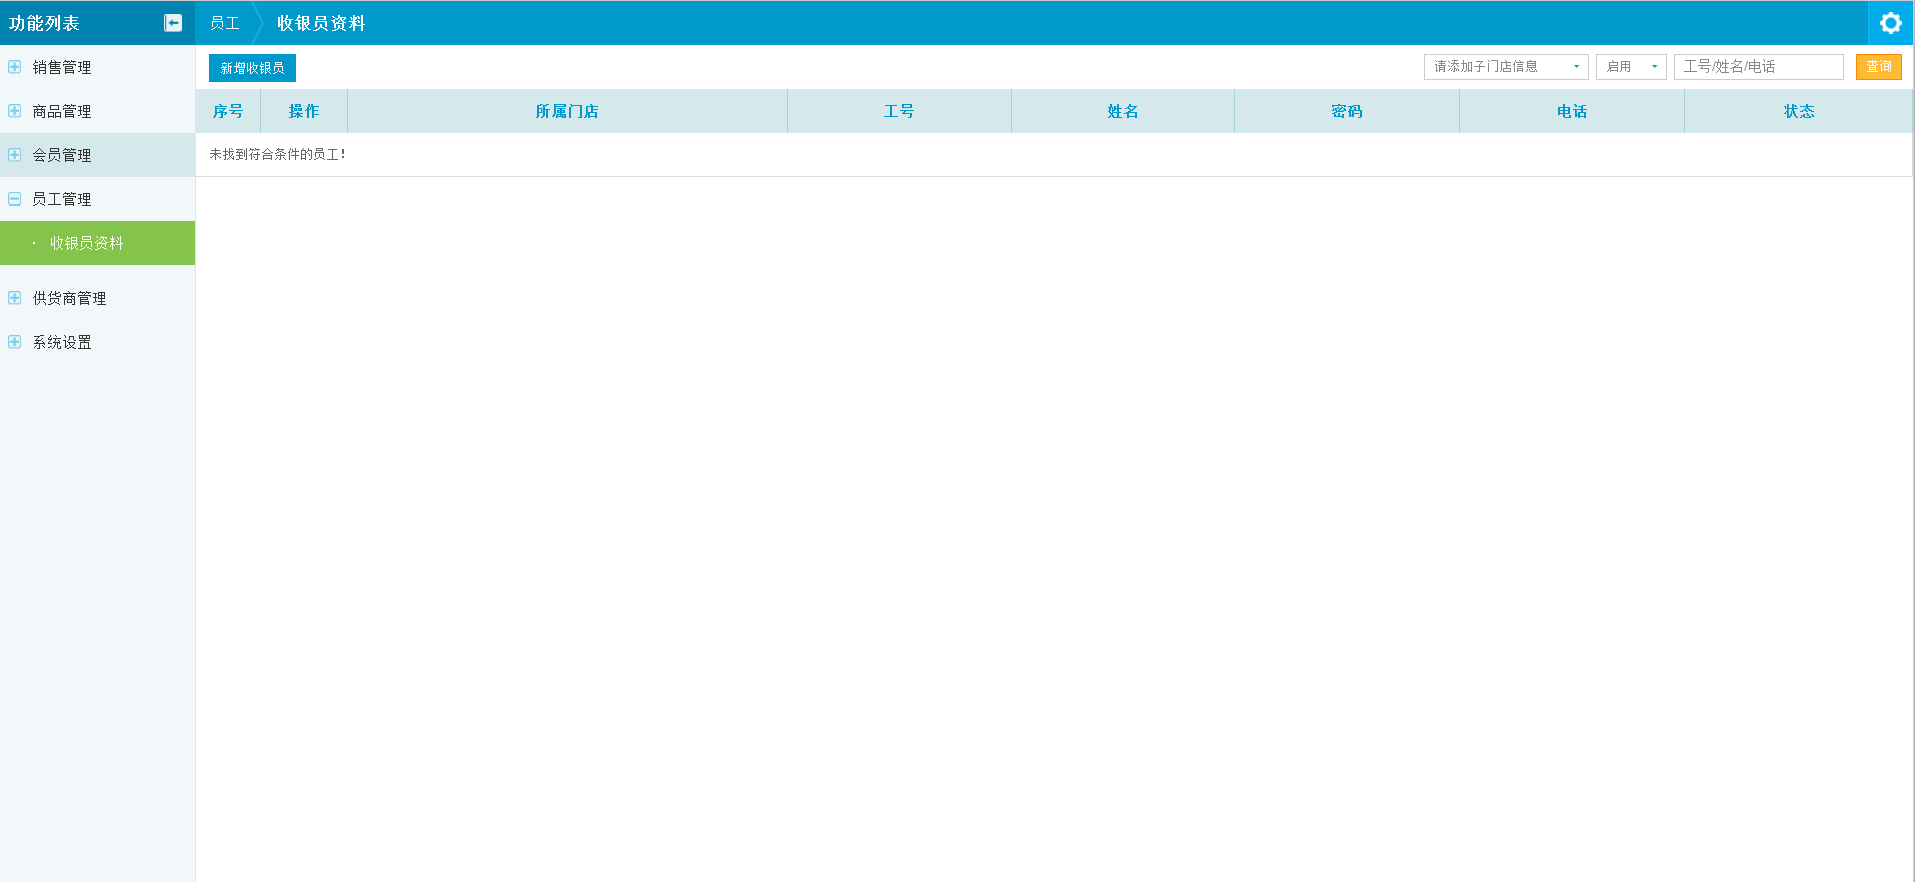 功能列表
员工
收银员资料
销售管理
商品管理
会员管理
员工管理
· 收银员资料
供货商管理
系统设置
新增收银员
请添加子门店信息
启用
工号/姓名/电话
查询
序号 操作 所属门店 工号 姓名 密码 电话 状态
未找到符合条件的员工!